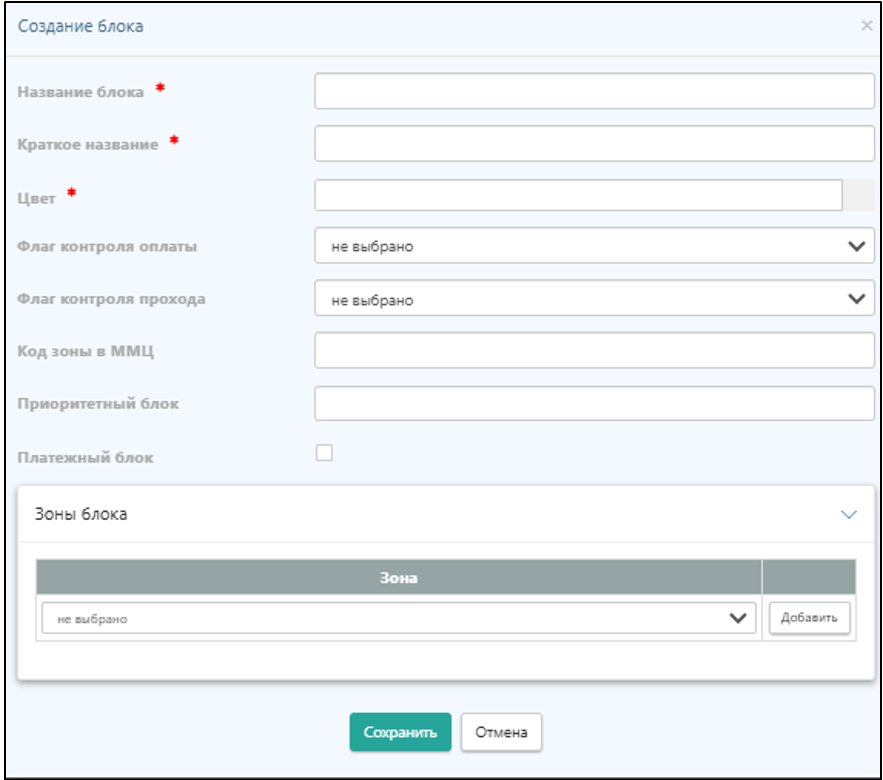 Создание блока
Название блока *
Краткое название *
Цвет *
Флаг контроля оплаты
не выбрано
Флаг контроля прохода
не выбрано
Код зоны в ММЦ
Приоритетный блок
Платежный блок
Зоны блока
Зона
не выбрано
Добавить
Сохранить
Отмена